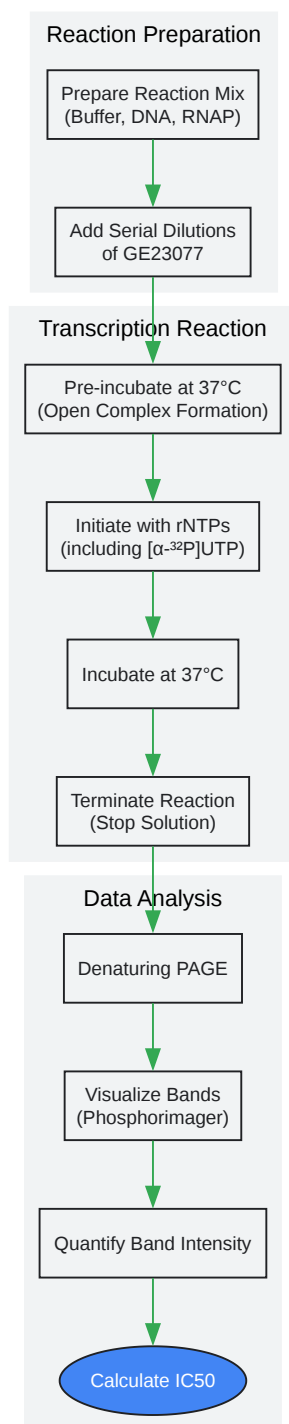 Reaction Preparation
Prepare Reaction Mix
(Buffer, DNA, RNAP)
Add Serial Dilutions
of GE23077
Transcription Reaction
Pre-incubate at 37°C
(Open Complex Formation)
Initiate with rNTPs
(including [α-³²P]UTP)
Incubate at 37°C
Terminate Reaction
(Stop Solution)
Data Analysis
Denaturing PAGE
Visualize Bands
(Phosphorimager)
Quantify Band Intensity
Calculate IC50